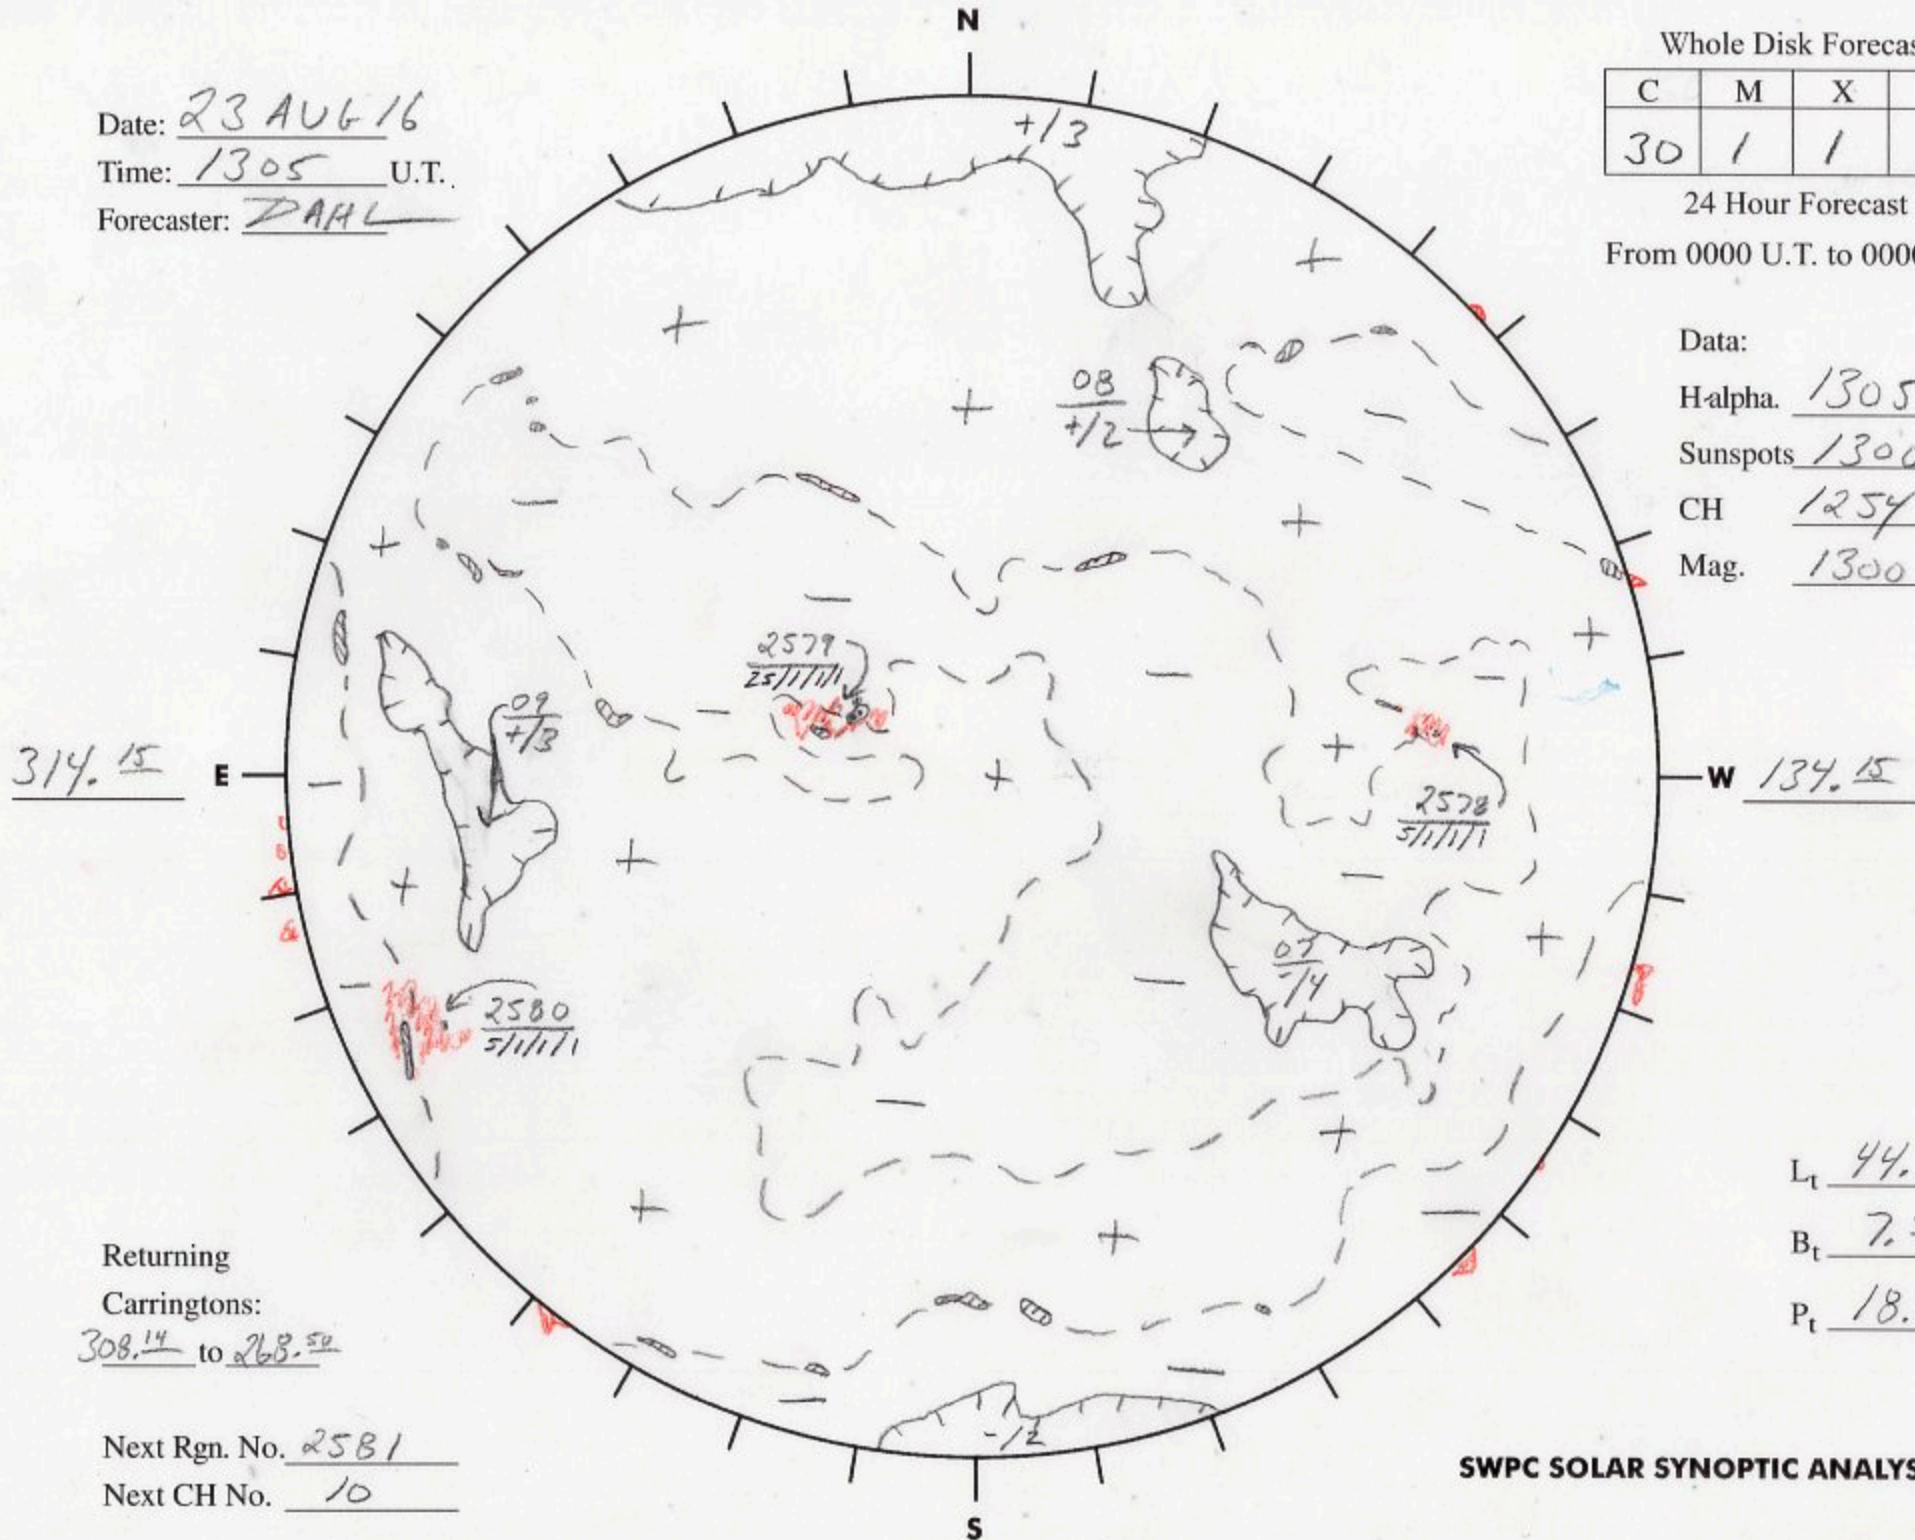 N
Whole Disk Forecas
Date: 23 AUG 16
C M X
30 1 1
Time: 1305 U.T.
Forecaster: DAHL
+/3
24 Hour Forecast
From 0000 U.T. to 0000
Data:
H-alpha. 1305
Sunspots 1300
CH 1254
Mag. 1300
08
+/2
2579
25/1/1/1
09
+/3
314.15 E
W 134.15
2578
5/1/1/1
07
-/4
2580
5/1/1/1
Lt 44.
Bt 7.
Pt 18.
Returning
Carringtons:
308.14 to 268.50
-/2
Next Rgn. No. 2581
Next CH No. 10
SWPC SOLAR SYNOPTIC ANALYS
S